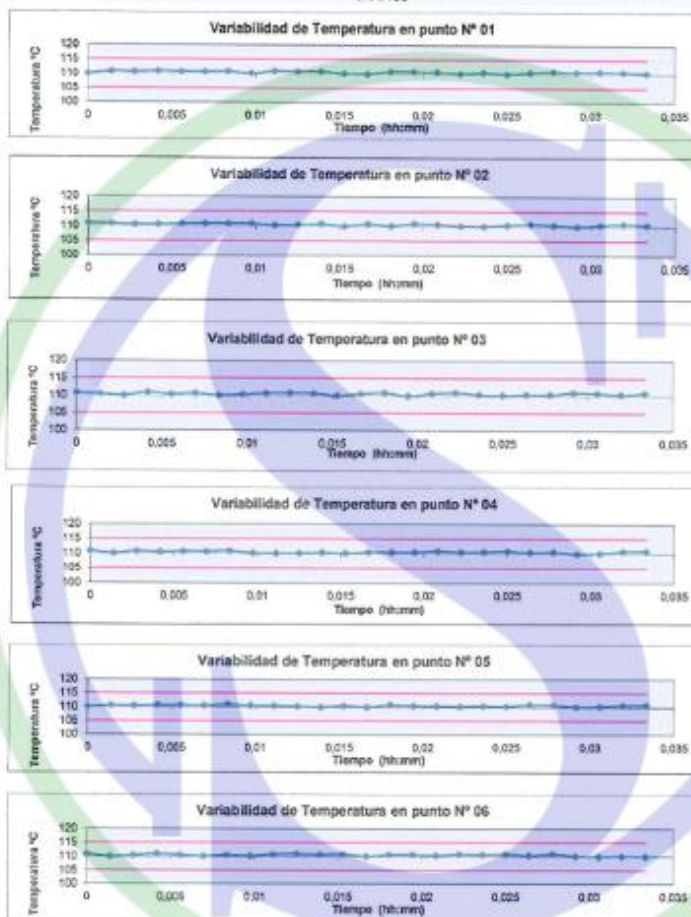 Variabilidad de Temperatura en punto Nº 01
Temperatura ºC
120
115
110
105
100
0 0,005 0,01 0,015 0,02 0,025 0,03 0,035
Tiempo (hh:mm)
Variabilidad de Temperatura en punto Nº 02
Temperatura ºC
120
115
110
105
100
0 0,005 0,01 0,015 0,02 0,025 0,03 0,035
Tiempo (hh:mm)
Variabilidad de Temperatura en punto Nº 03
Temperatura ºC
120
115
110
105
100
0 0,005 0,01 0,015 0,02 0,025 0,03 0,035
Tiempo (hh:mm)
Variabilidad de Temperatura en punto Nº 04
Temperatura ºC
120
115
110
105
100
0 0,005 0,01 0,015 0,02 0,025 0,03 0,035
Tiempo (hh:mm)
Variabilidad de Temperatura en punto Nº 05
Temperatura ºC
120
115
110
105
100
0 0,005 0,01 0,015 0,02 0,025 0,03 0,035
Tiempo (hh:mm)
Variabilidad de Temperatura en punto Nº 06
Temperatura ºC
120
115
110
105
100
0 0,005 0,01 0,015 0,02 0,025 0,03 0,035
Tiempo (hh:mm)